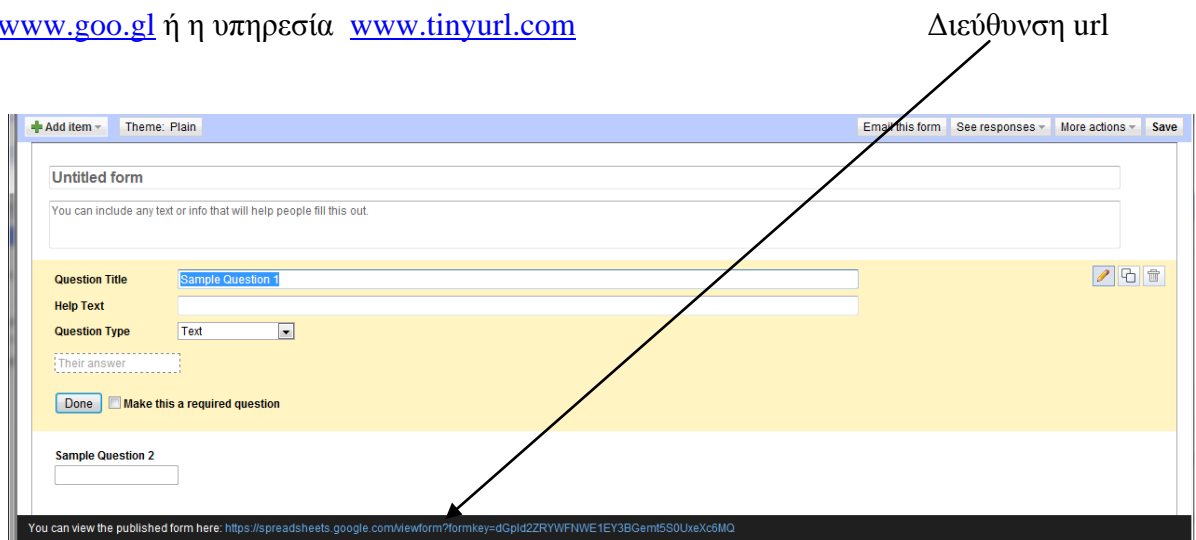 www.goo.gl ή η υπηρεσία www.tinyurl.com Διεύθυνση url
Add item Theme: Plain Email this form See responses More actions Save
Untitled form
You can include any text or info that will help people fill this out.
Question Title Sample Question 1
Help Text
Question Type Text
Their answer
Done Make this a required question
Sample Question 2
You can view the published form here: https://spreadsheets.google.com/viewform?formkey=dGpld2ZRYWFNWE1EY3BGemt5S0UxeXc6MQ